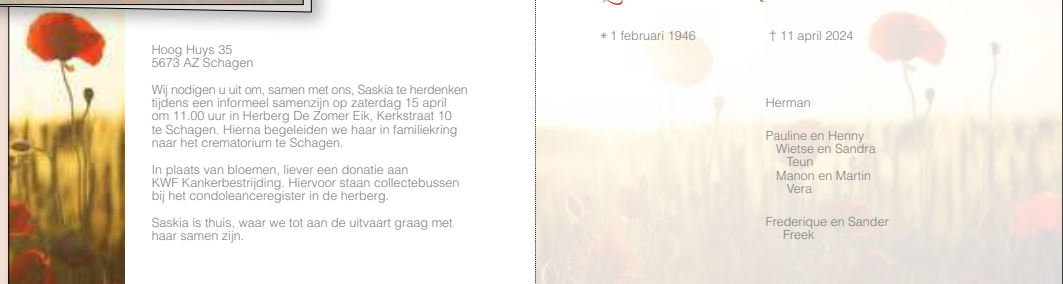 Hoog Huys 35
5673 AZ Schagen
Wij nodigen u uit om, samen met ons, Saskia te herdenken
tijdens een informeel samenzijn op zaterdag 15 april
om 11.00 uur in Herberg De Zomer Eik, Kerkstraat 10
te Schagen. Hierna begeleiden we haar in familiekring
naar het crematorium te Schagen.
In plaats van bloemen, liever een donatie aan
KWF Kankerbestrijding. Hiervoor staan collectebussen
bij het condoleanceregister in de herberg.
Saskia is thuis, waar we tot aan de uitvaart graag met
haar samen zijn.
* 1 februari 1946 † 11 april 2024
Herman
Pauline en Henny
Wietse en Sandra
Teun
Manon en Martin
Vera
Frederique en Sander
Freek